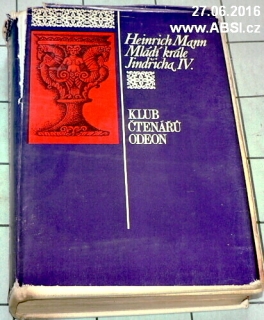 27.06.2016
www.ABSI.cz
Heinrich Mann
Mládí krále
Jindřicha IV.
KLUB
ČTENÁŘŮ
ODEON